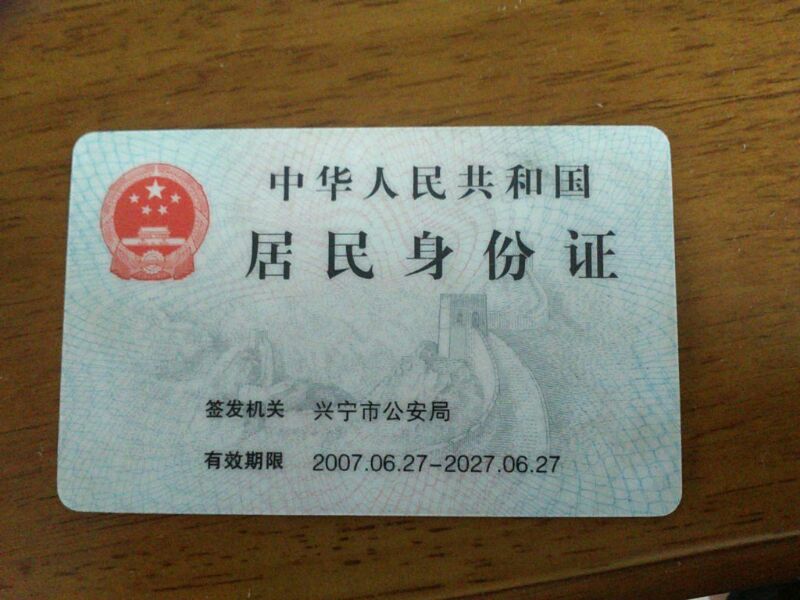 中华人民共和国
居民身份证
签发机关 兴宁市公安局
有效期限 2007.06.27-2027.06.27